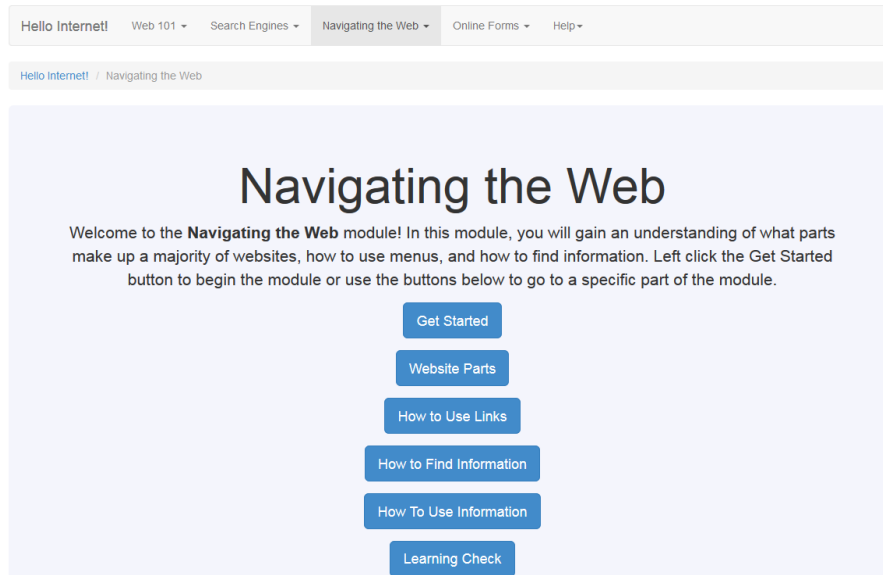 Hello Internet! Web 101 Search Engines Navigating the Web Online Forms Help
Hello Internet! / Navigating the Web
Navigating the Web
Welcome to the Navigating the Web module! In this module, you will gain an understanding of what parts
make up a majority of websites, how to use menus, and how to find information. Left click the Get Started
button to begin the module or use the buttons below to go to a specific part of the module.
Get Started
Website Parts
How to Use Links
How to Find Information
How To Use Information
Learning Check